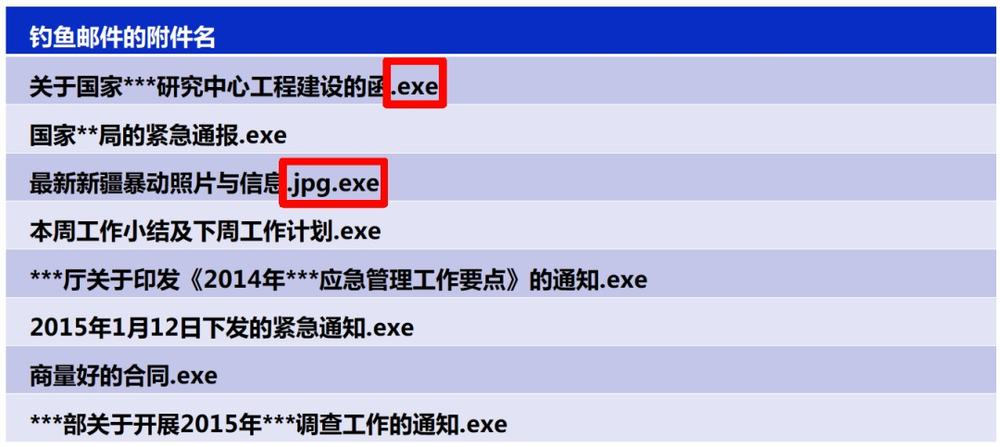 钓鱼邮件的附件名
关于国家***研究中心工程建设的函.exe
国家**局的紧急通报.exe
最新新疆暴动照片与信息.jpg.exe
本周工作小结及下周工作计划.exe
***厅关于印发《2014年***应急管理工作要点》的通知.exe
2015年1月12日下发的紧急通知.exe
商量好的合同.exe
***部关于开展2015年***调查工作的通知.exe